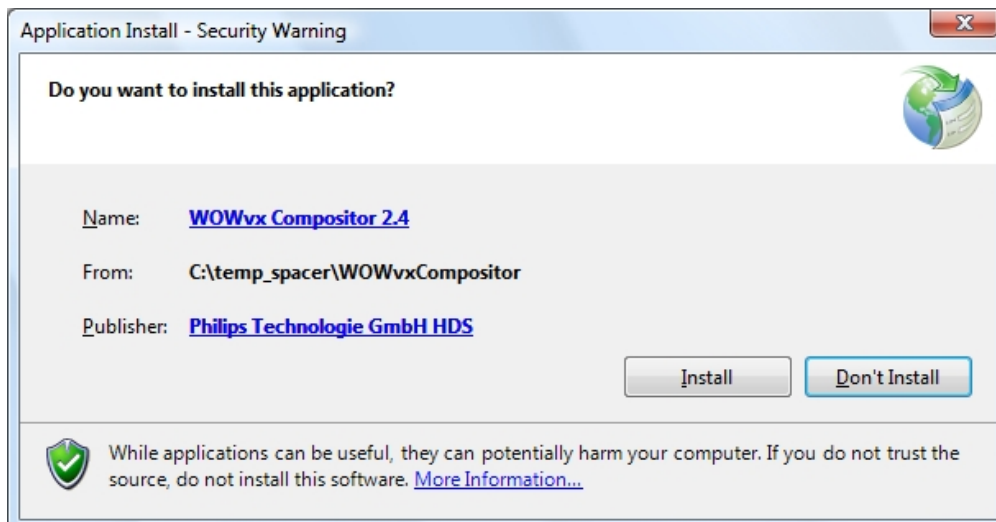 Application Install - Security Warning
Do you want to install this application?
Name: WOWvx Compositor 2.4
From: C:\temp_spacer\WOWvxCompositor
Publisher: Philips Technologie GmbH HDS
Install Don't Install
While applications can be useful, they can potentially harm your computer. If you do not trust the
source, do not install this software. More Information...